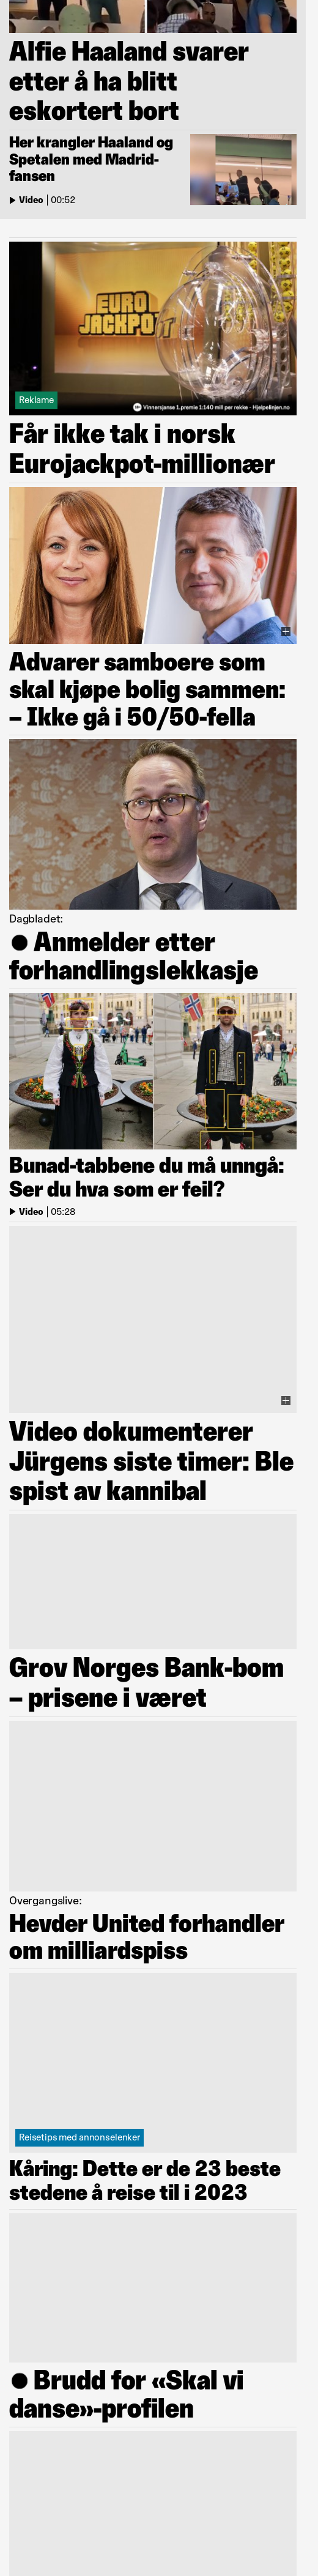 Alfie Haaland svarer
etter å ha blitt
eskortert bort
Her krangler Haaland og
Spetalen med Madrid-
fansen
Video | 00:52
EURO
JACKPOT
Reklame
Vinnersjanse 1.premie 1:140 mill per rekke - Hjelpelinjen.no
Får ikke tak i norsk
Eurojackpot-millionær
Advarer samboere som
skal kjøpe bolig sammen:
– Ikke gå i 50/50-fella
Dagbladet:
● Anmelder etter
forhandlingslekkasje
Bunad-tabbene du må unngå:
Ser du hva som er feil?
Video | 05:28
Video dokumenterer
Jürgens siste timer: Ble
spist av kannibal
Grov Norges Bank-bom
– prisene i været
Overgangslive:
Hevder United forhandler
om milliardspiss
Reisetips med annonselenker
Kåring: Dette er de 23 beste
stedene å reise til i 2023
● Brudd for «Skal vi
danse»-profilen